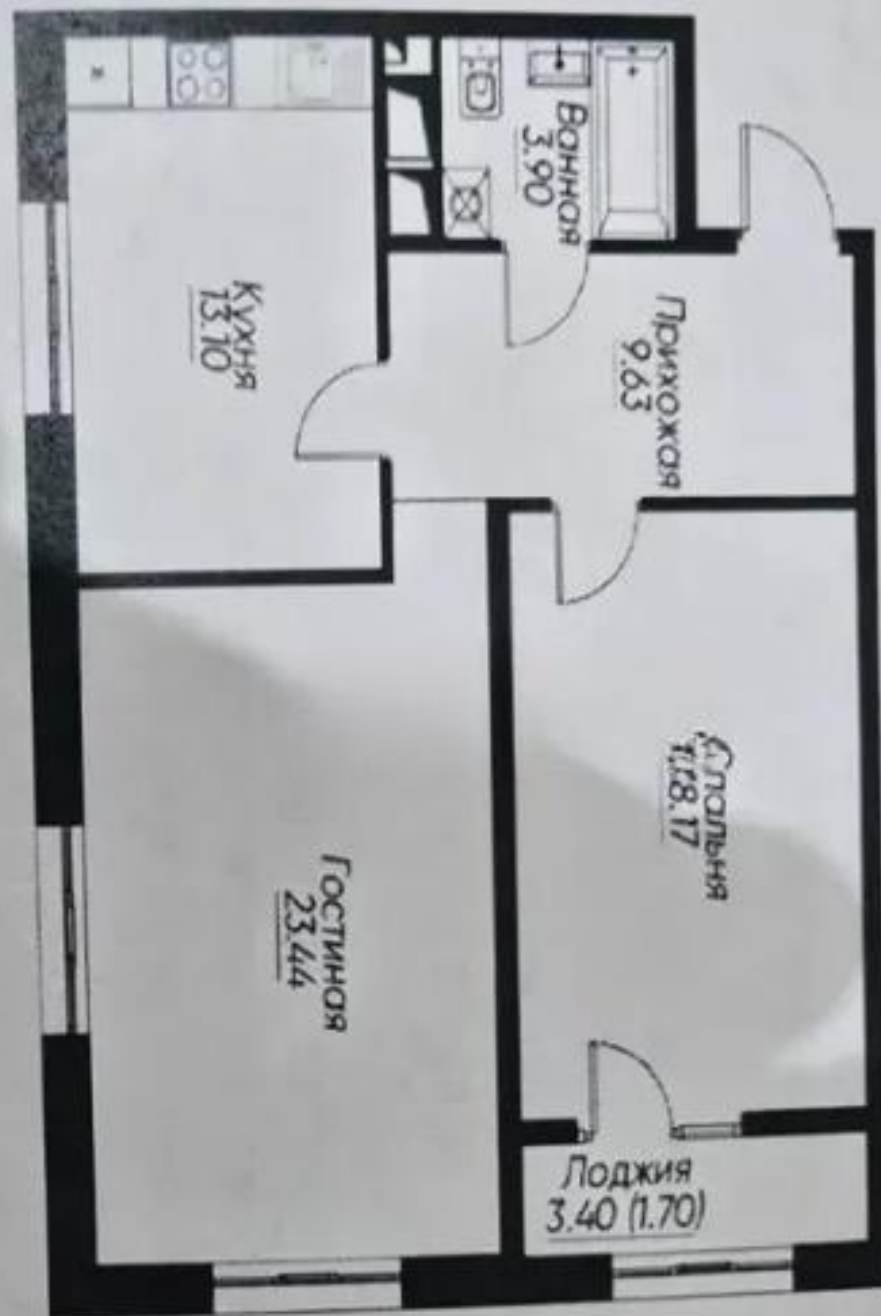 Ванная
3.90
Прихожая
9.63
Кухня
13.10
Спальня
18.17
Гостиная
23.44
Лоджия
3.40 (1.70)